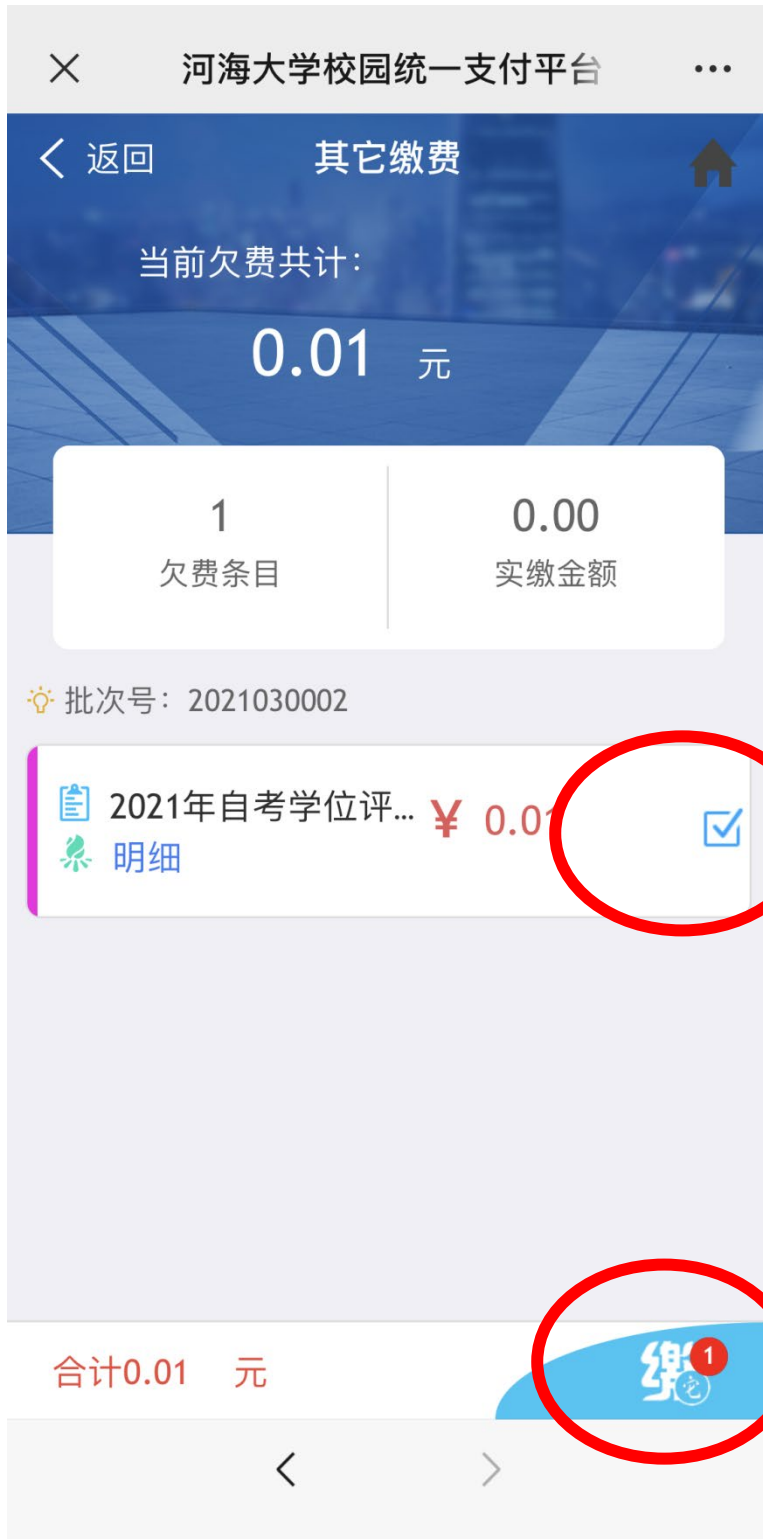 河海大学校园统一支付平台
返回
其它缴费
当前欠费共计：
0.01 元
1
0.00
欠费条目
实缴金额
批次号：2021030002
2021年自考学位评... ¥ 0.01
明细
合计0.01 元
缴 1
它